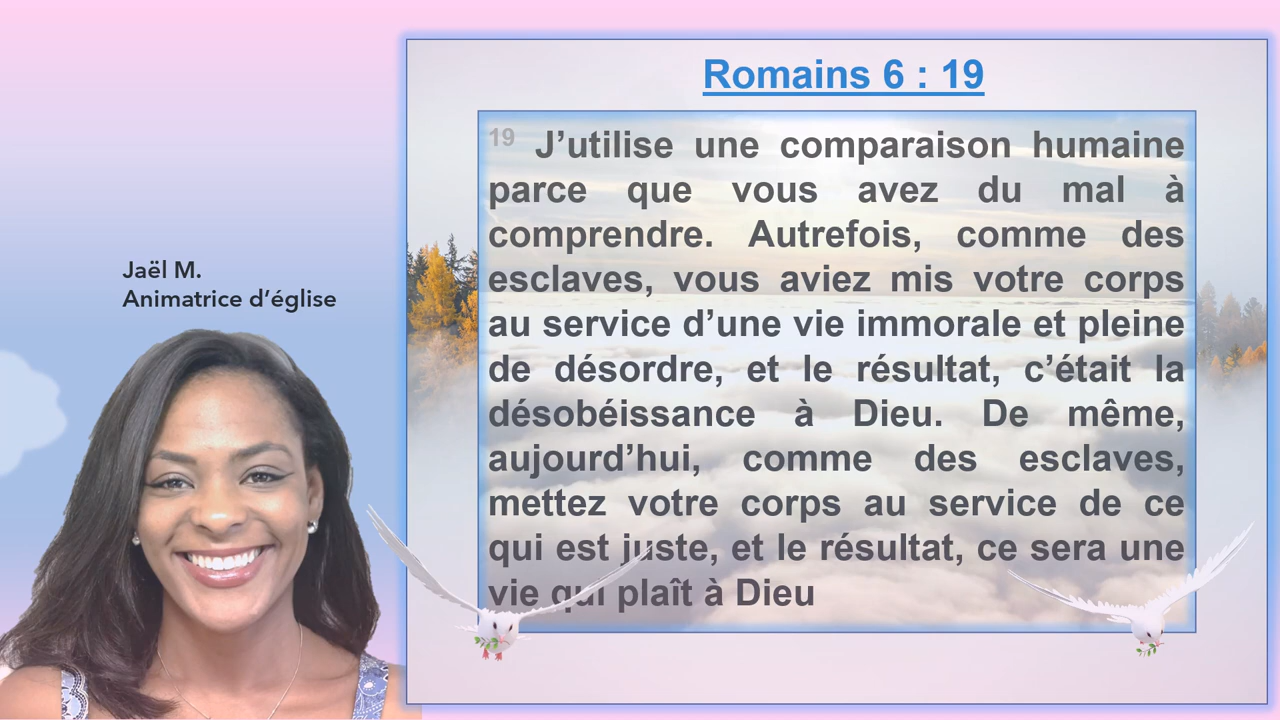 Romains 6 : 19
19 J’utilise une comparaison humaine
parce que vous avez du mal à
comprendre. Autrefois, comme des
esclaves, vous aviez mis votre corps
au service d’une vie immorale et pleine
de désordre, et le résultat, c’était la
désobéissance à Dieu. De même,
aujourd’hui, comme des esclaves,
mettez votre corps au service de ce
qui est juste, et le résultat, ce sera une
vie qui plaît à Dieu
Jaël M.
Animatrice d’église